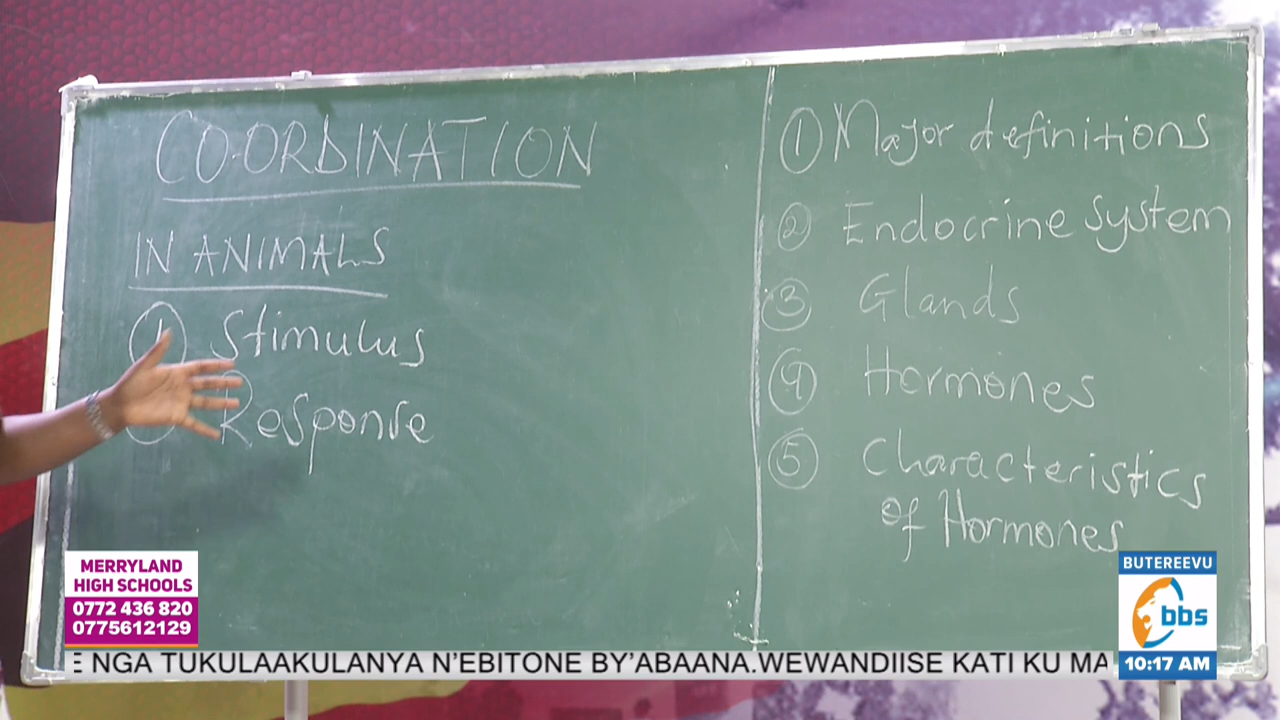 CO-ORDINATION
IN ANIMALS
1 Stimulus
Response
1 Major definitions
2 Endocrine system
3 Glands
4 Hormones
5 Characteristics
of Hormones
MERRYLAND
HIGH SCHOOLS
0772 436 820
0775612129
BUTEREEVU
bbs
10:17 AM
NGA TUKULAAKULANYA N'EBITONE BY'ABAANA.WEWANDIISE KATI KU